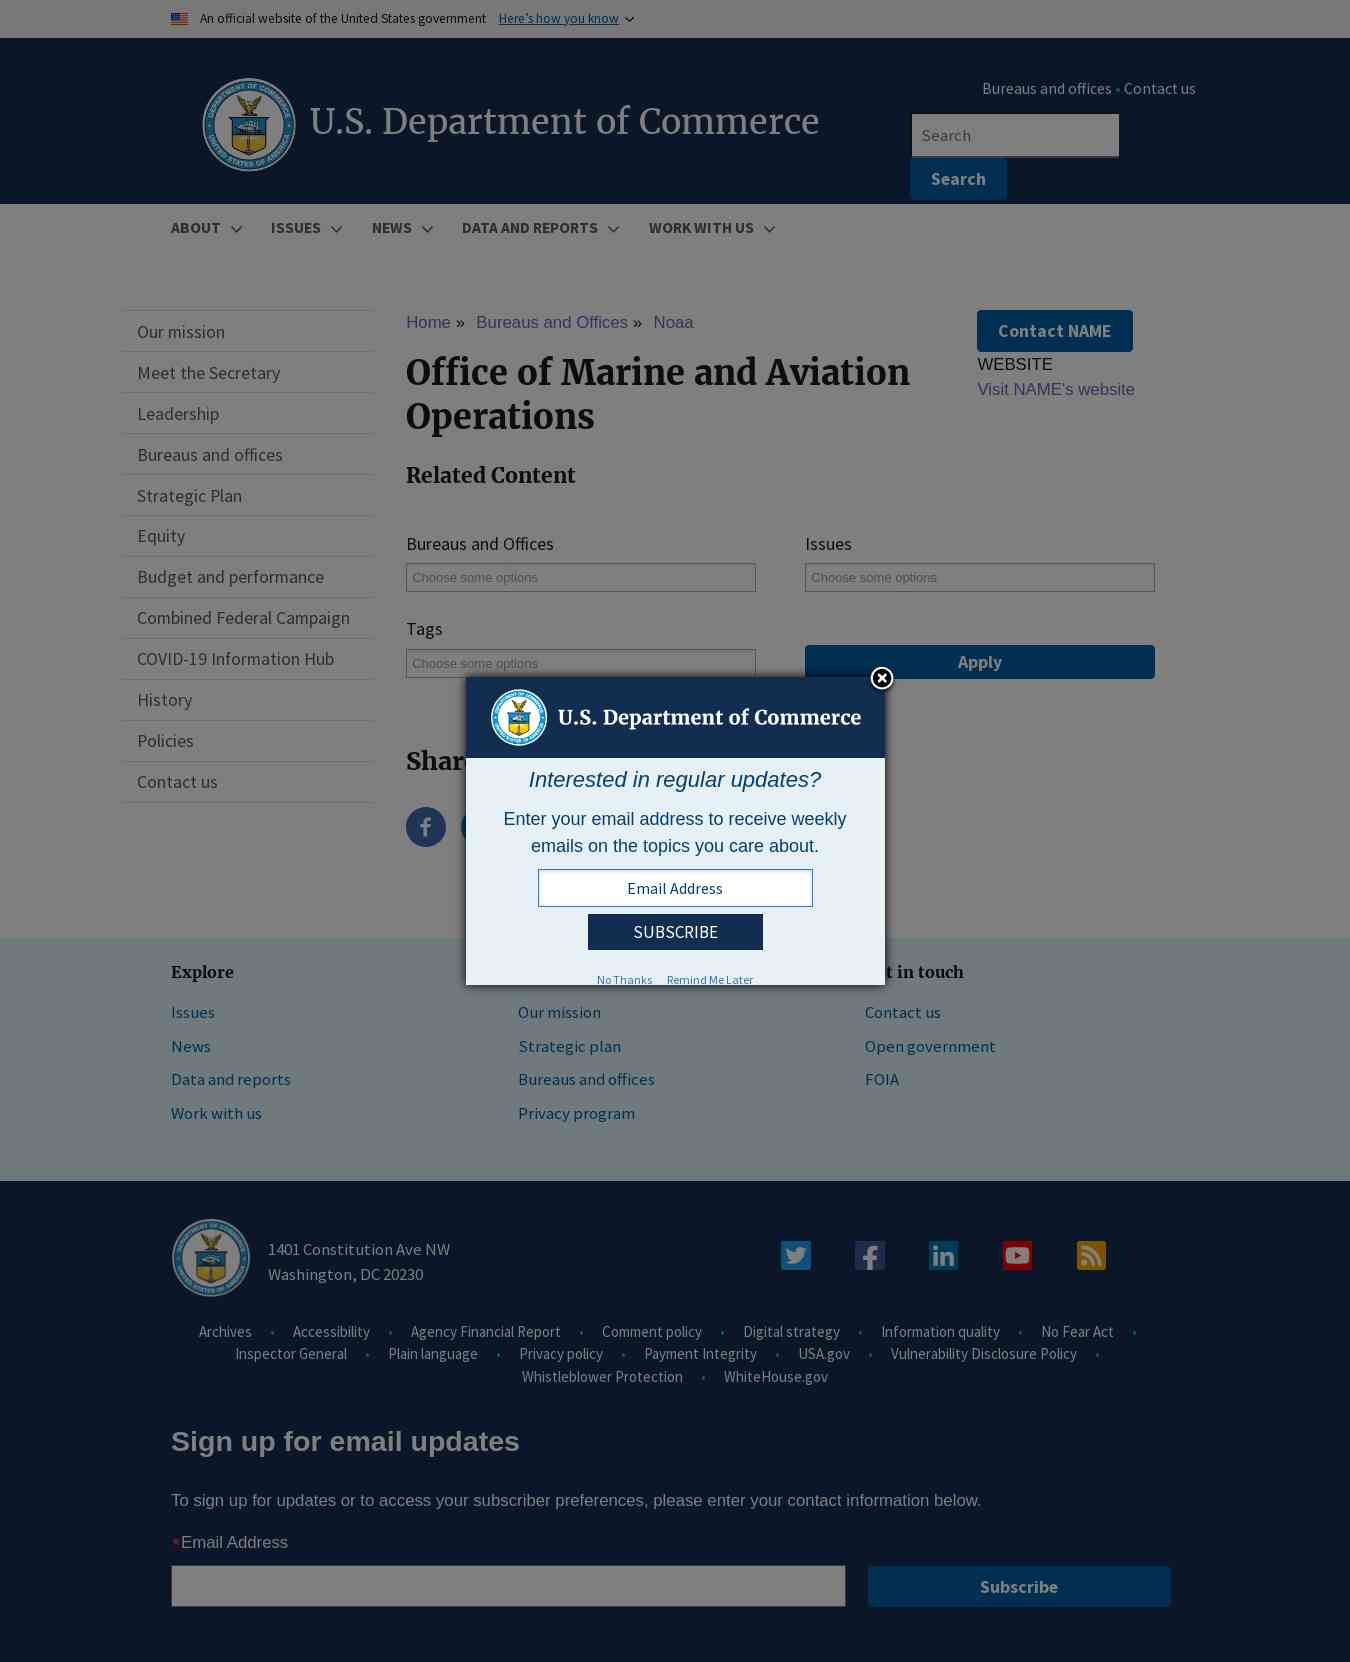 An official website of the United States government Here's how you know
Bureaus and offices • Contact us
U.S. Department of Commerce
Search
Search
ABOUT ISSUES NEWS DATA AND REPORTS WORK WITH US
Our mission
Meet the Secretary
Leadership
Bureaus and offices
Strategic Plan
Equity
Budget and performance
Combined Federal Campaign
COVID-19 Information Hub
History
Policies
Contact us
Home » Bureaus and Offices » Noaa
Office of Marine and Aviation
Operations
Contact NAME
WEBSITE
Visit NAME's website
Related Content
Bureaus and Offices
Choose some options
Issues
Choose some options
Tags
Choose some options
Apply
U.S. Department of Commerce
Interested in regular updates?
Enter your email address to receive weekly
emails on the topics you care about.
Email Address
SUBSCRIBE
No Thanks Remind Me Later
Explore
Issues
News
Data and reports
Work with us
Our mission
Strategic plan
Bureaus and offices
Privacy program
in touch
Contact us
Open government
FOIA
1401 Constitution Ave NW
Washington, DC 20230
Archives • Accessibility • Agency Financial Report • Comment policy • Digital strategy • Information quality • No Fear Act •
Inspector General • Plain language • Privacy policy • Payment Integrity • USA.gov • Vulnerability Disclosure Policy •
Whistleblower Protection • WhiteHouse.gov
Sign up for email updates
To sign up for updates or to access your subscriber preferences, please enter your contact information below.
*Email Address
Subscribe